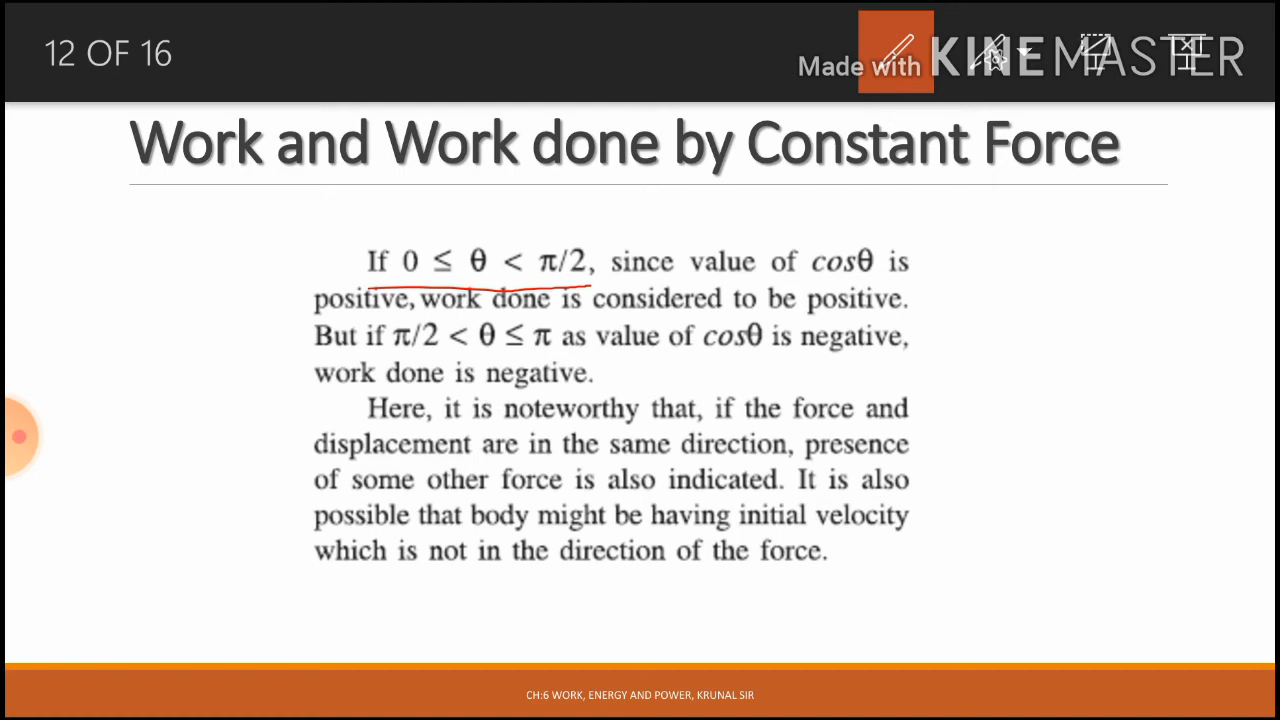 12 OF 16
Made with KINEMASTER
Work and Work done by Constant Force
If 0 ≤ θ < π/2, since value of cosθ is
positive, work done is considered to be positive.
But if π/2 < θ ≤ π as value of cosθ is negative,
work done is negative.
Here, it is noteworthy that, if the force and
displacement are in the same direction, presence
of some other force is also indicated. It is also
possible that body might be having initial velocity
which is not in the direction of the force.
CH:6 WORK, ENERGY AND POWER, KRUNAL SIR